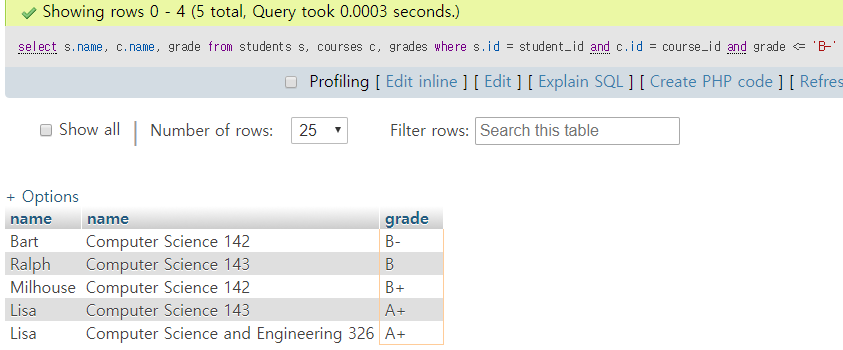 Showing rows 0 - 4 (5 total, Query took 0.0003 seconds.)
select s.name, c.name, grade from students s, courses c, grades where s.id = student_id and c.id = course_id and grade <= 'B-'
Profiling [ Edit inline ] [ Edit ] [ Explain SQL ] [ Create PHP code ] [ Refres
Show all | Number of rows: 25 Filter rows: Search this table
+ Options
name name grade
Bart Computer Science 142 B-
Ralph Computer Science 143 B
Milhouse Computer Science 142 B+
Lisa Computer Science 143 A+
Lisa Computer Science and Engineering 326 A+